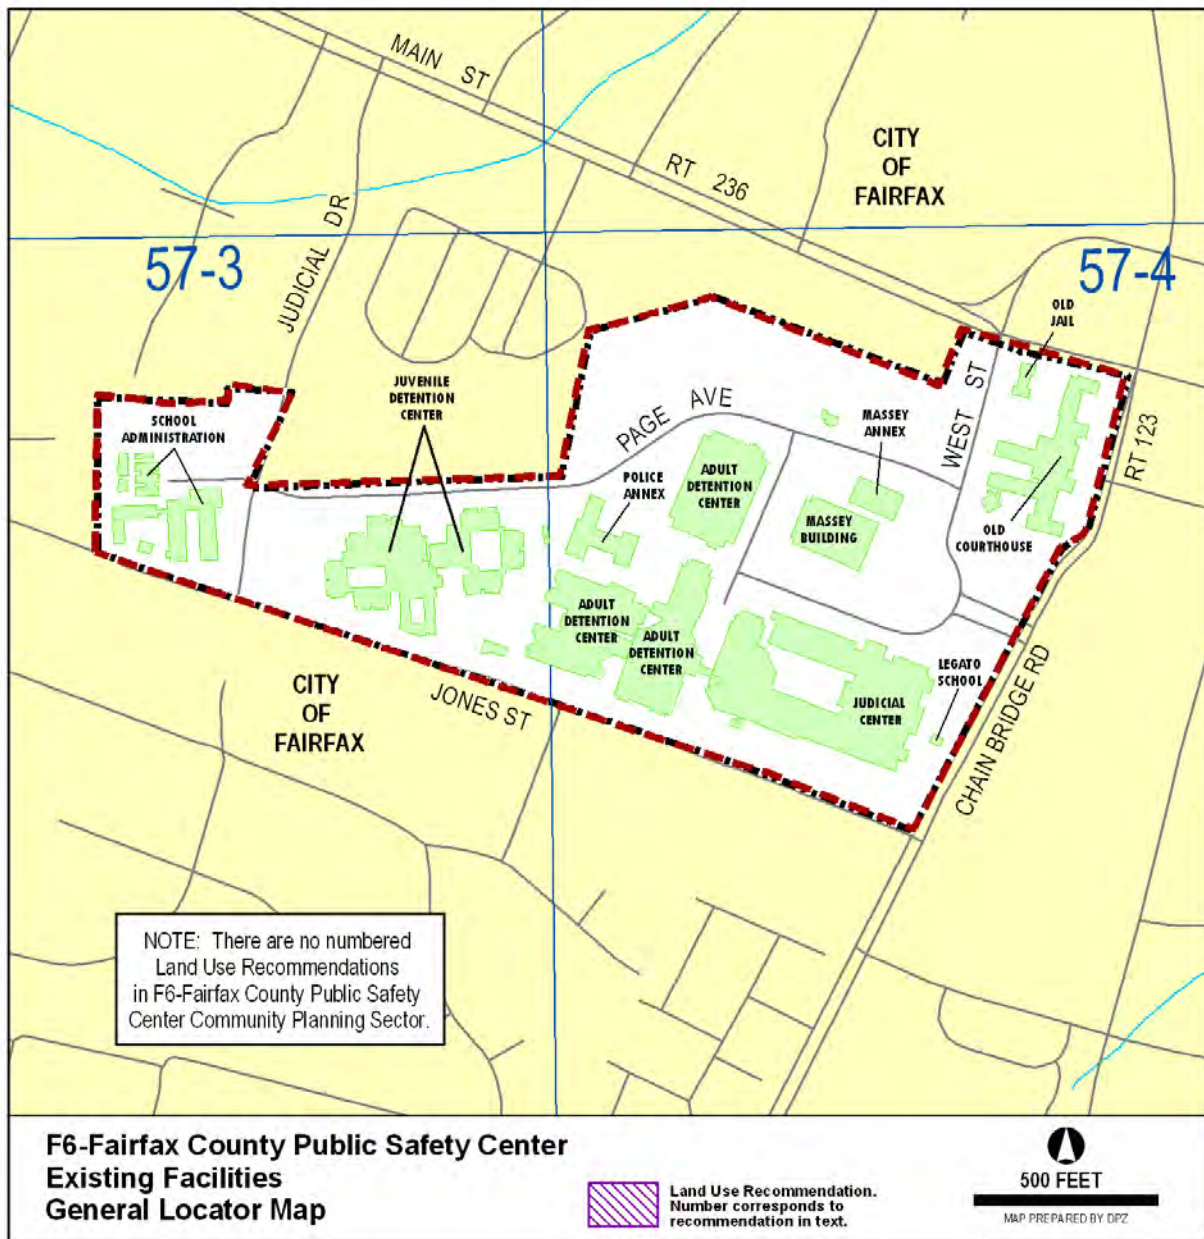 MAIN ST
RT 236
CITY
OF
FAIRFAX
JUDICIAL DR
57-3
57-4
OLD
JAIL
WEST ST
RT 123
JUVENILE
DETENTION
CENTER
SCHOOL
ADMINISTRATION
PAGE AVE
MASSEY
ANNEX
POLICE
ANNEX
ADULT
DETENTION
CENTER
MASSEY
BUILDING
OLD
COURTHOUSE
ADULT
DETENTION
CENTER
ADULT
DETENTION
CENTER
LEGATO
SCHOOL
JUDICIAL
CENTER
CITY
OF
FAIRFAX
JONES ST
CHAIN BRIDGE RD
NOTE: There are no numbered
Land Use Recommendations
in F6-Fairfax County Public Safety
Center Community Planning Sector.
F6-Fairfax County Public Safety Center
Existing Facilities
General Locator Map
Land Use Recommendation.
Number corresponds to
recommendation in text.
500 FEET
MAP PREPARED BY DPZ